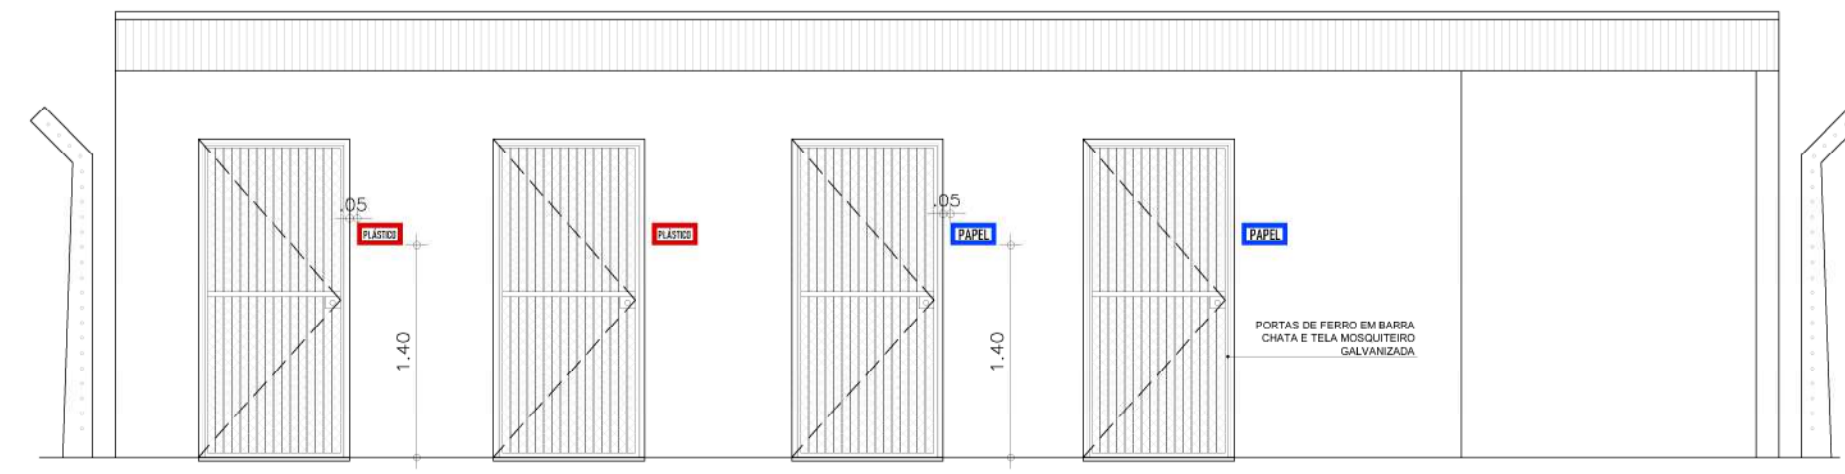 .05
.05
PLÁSTICO
PLÁSTICO
PAPEL
PAPEL
1.40
1.40
PORTAS DE FERRO EM BARRA
CHATA E TELA MOSQUITEIRO
GALVANIZADA